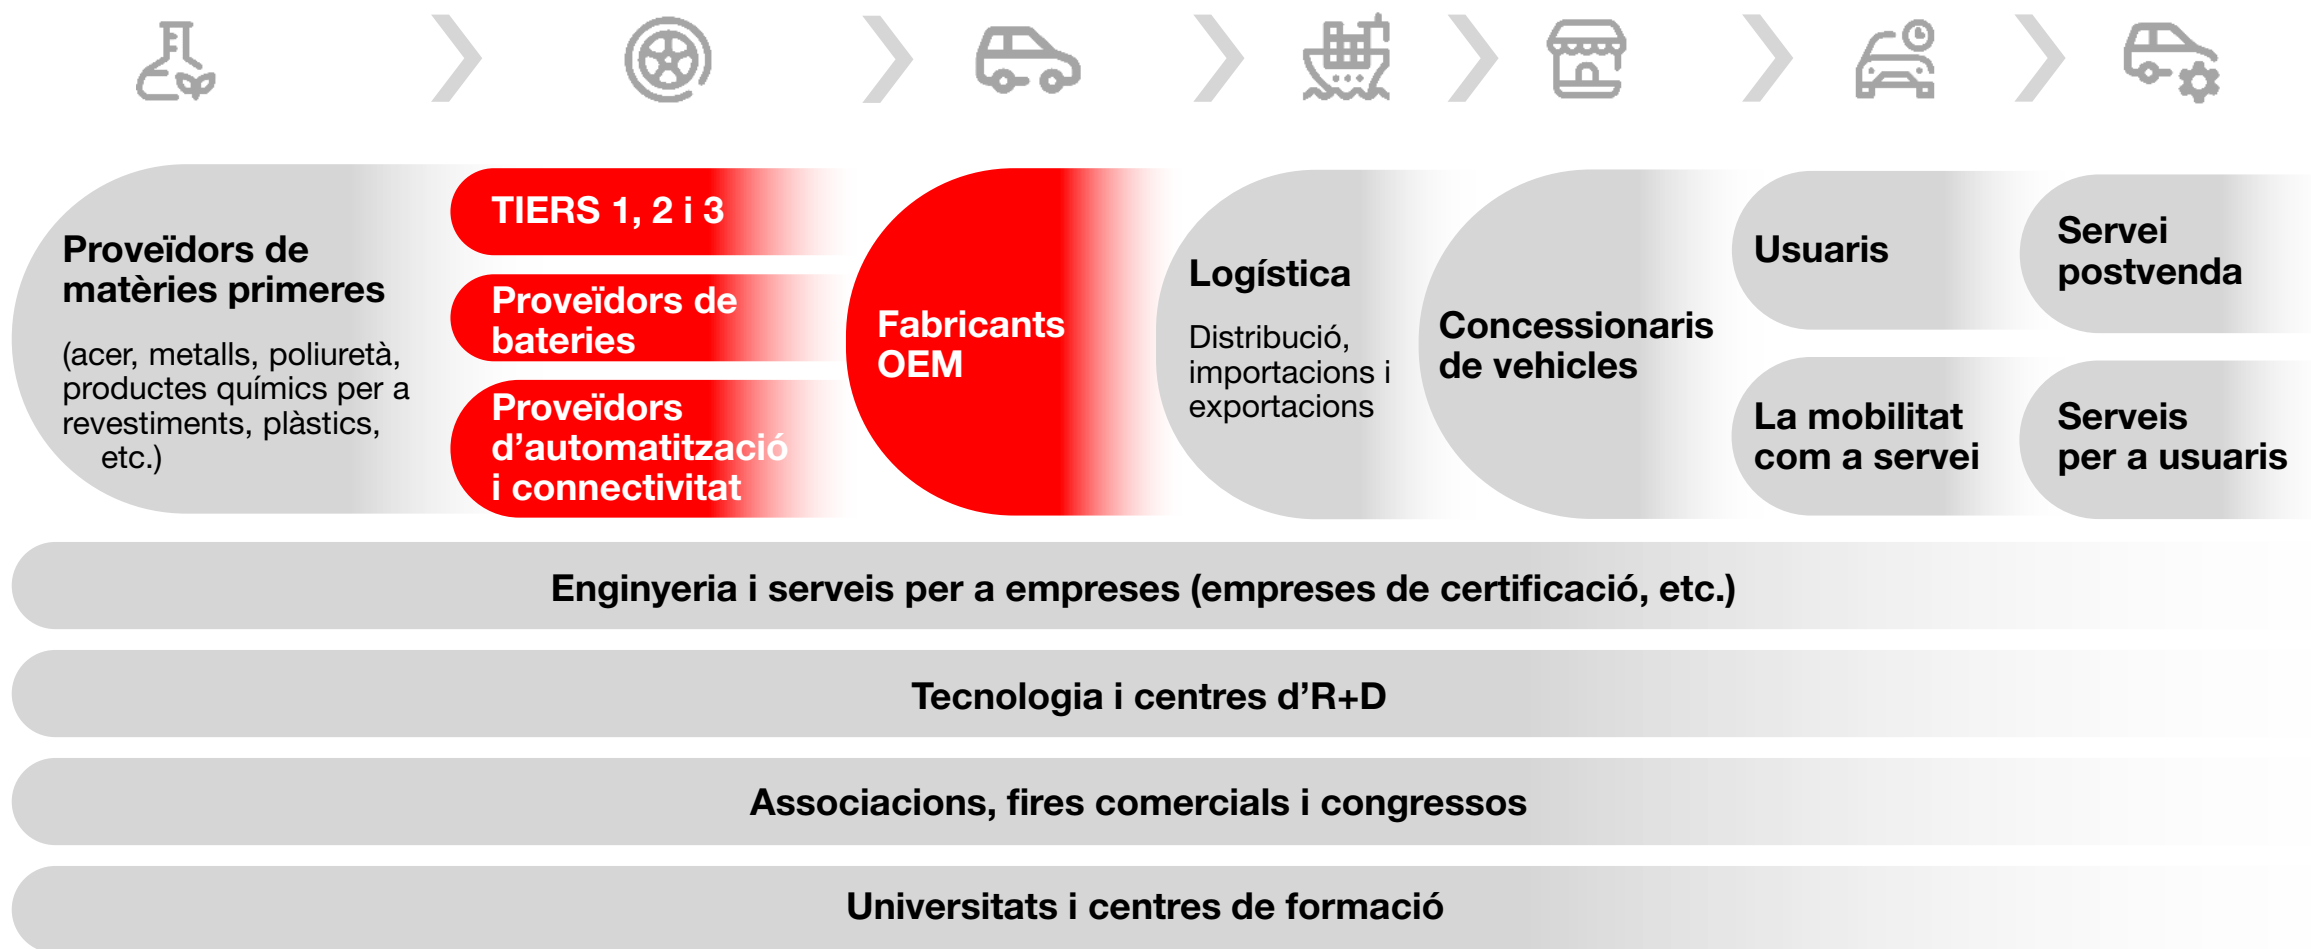 Proveïdors de
matèries primeres
(acer, metalls, poliuretà,
productes químics per a
revestiments, plàstics,
etc.)
TIERS 1, 2 i 3
Proveïdors de
bateries
Proveïdors
d’automatització
i connectivitat
Fabricants
OEM
Logística
Distribució,
importacions i
exportacions
Concessionaris
de vehicles
Usuaris
La mobilitat
com a servei
Servei
postvenda
Serveis
per a usuaris
Enginyeria i serveis per a empreses (empreses de certificació, etc.)
Tecnologia i centres d’R+D
Associacions, fires comercials i congressos
Universitats i centres de formació